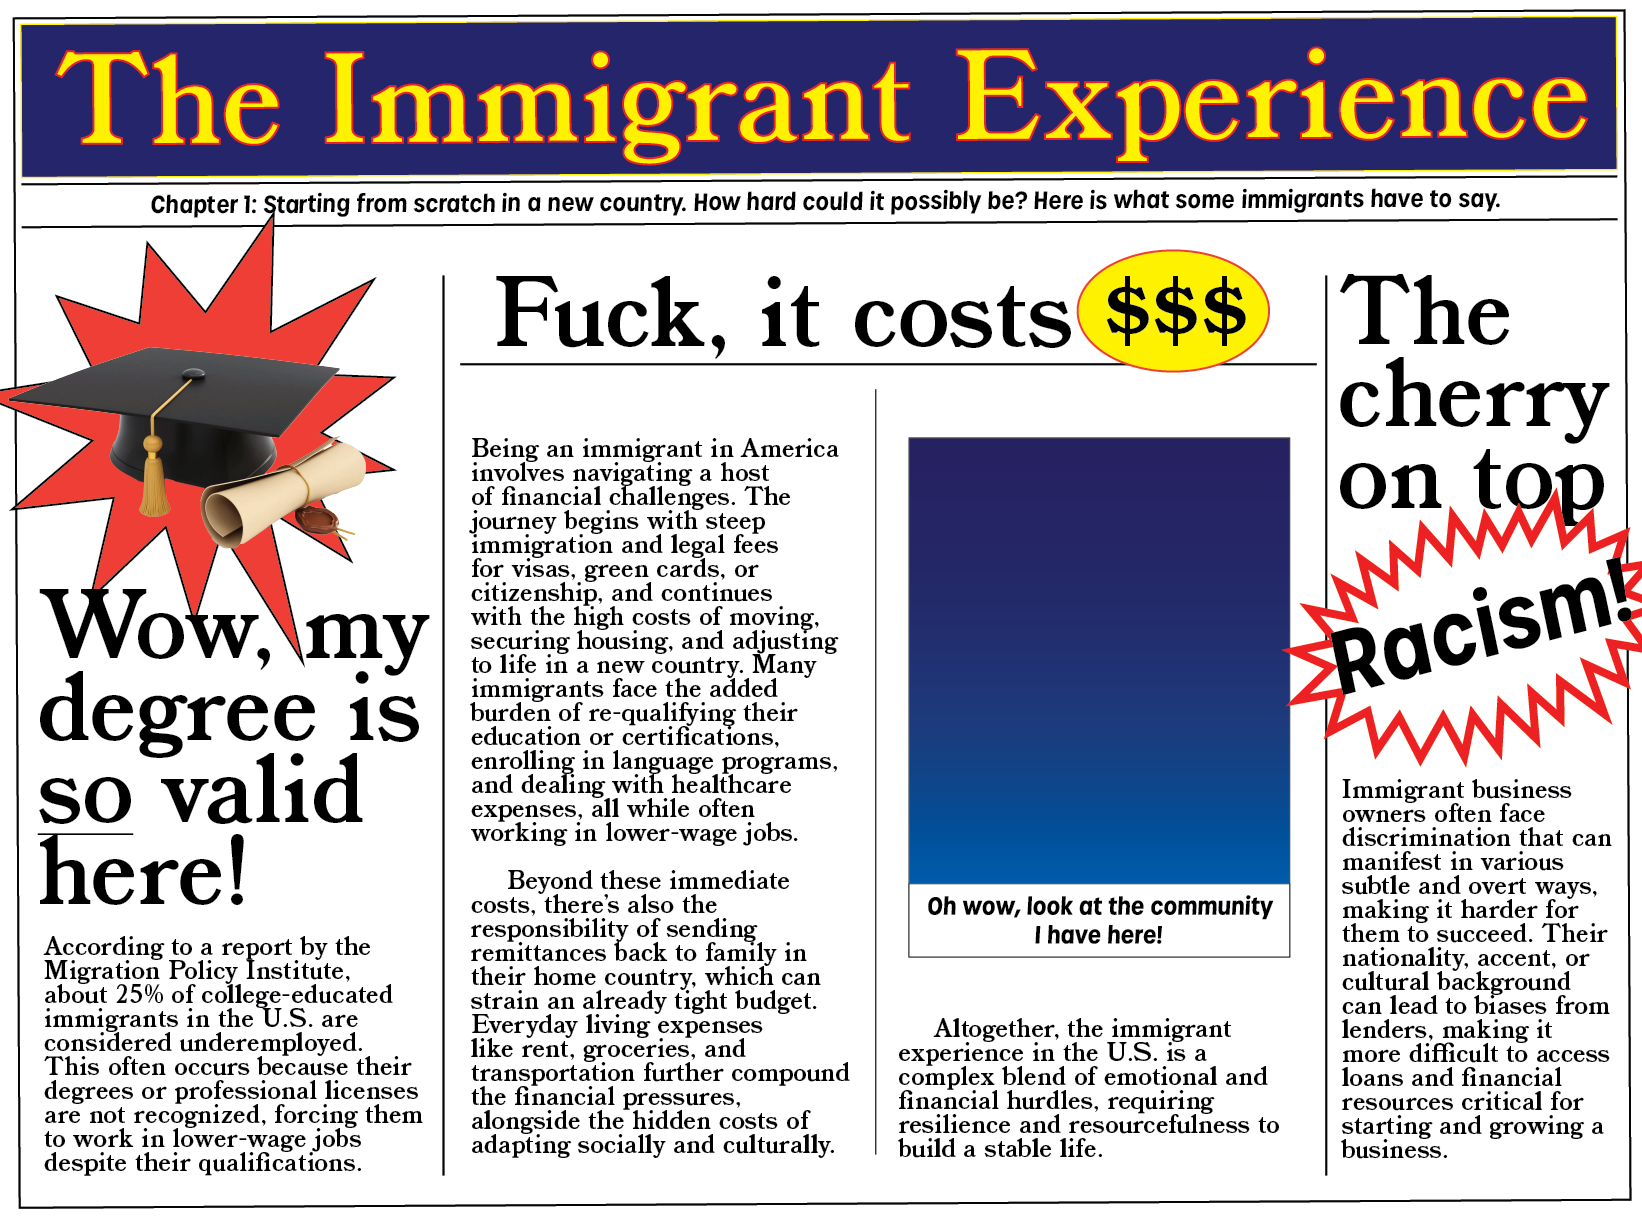 The Immigrant Experience
Chapter 1: Starting from scratch in a new country. How hard could it possibly be? Here is what some immigrants have to say.
Wow, my
degree is
so valid
here!
According to a report by the
Migration Policy Institute,
about 25% of college-educated
immigrants in the U.S. are
considered underemployed.
This often occurs because their
degrees or professional licenses
are not recognized, forcing them
to work in lower-wage jobs
despite their qualifications.
Fuck, it costs $$$
Being an immigrant in America
involves navigating a host
of financial challenges. The
journey begins with steep
immigration and legal fees
for visas, green cards, or
citizenship, and continues
with the high costs of moving,
securing housing, and adjusting
to life in a new country. Many
immigrants face the added
burden of re-qualifying their
education or certifications,
enrolling in language programs,
and dealing with healthcare
expenses, all while often
working in lower-wage jobs.
Beyond these immediate
costs, there's also the
responsibility of sending
remittances back to family in
their home country, which can
strain an already tight budget.
Everyday living expenses
like rent, groceries, and
transportation further compound
the financial pressures,
alongside the hidden costs of
adapting socially and culturally.
Oh wow, look at the community
I have here!
Altogether, the immigrant
experience in the U.S. is a
complex blend of emotional and
financial hurdles, requiring
resilience and resourcefulness to
build a stable life.
The
cherry
on top
Racism!
Immigrant business
owners often face
discrimination that can
manifest in various
subtle and overt ways,
making it harder for
them to succeed. Their
nationality, accent, or
cultural background
can lead to biases from
lenders, making it
more difficult to access
loans and financial
resources critical for
starting and growing a
business.